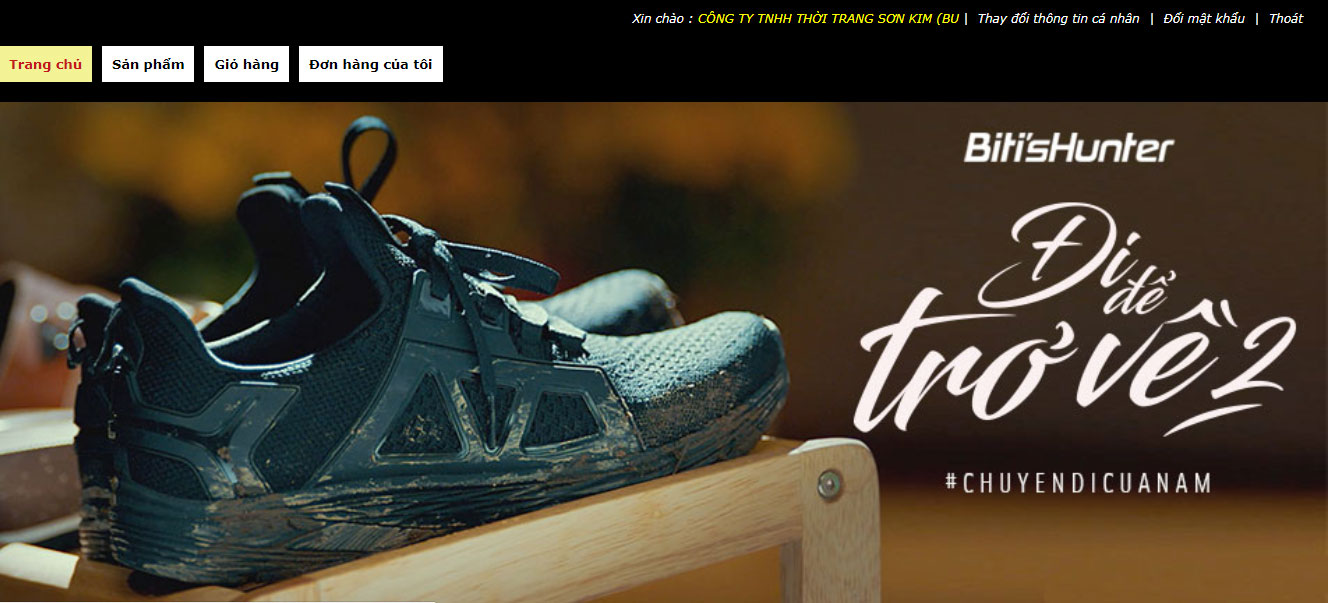 Xin chào : CÔNG TY TNHH THỜI TRANG SƠN KIM (BU | Thay đổi thông tin cá nhân | Đổi mật khẩu | Thoát
Trang chủ Sản phẩm Giỏ hàng Đơn hàng của tôi
Biti'sHunter
Đi
để
trở về 2
#CHUYENDICUANAM